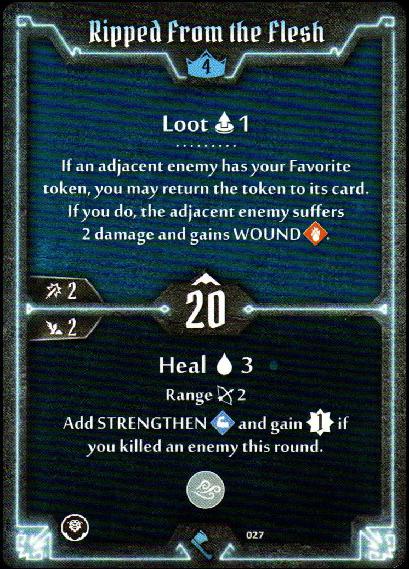 Ripped From the Flesh
4
Loot 1
If an adjacent enemy has your Favorite
token, you may return the token to its card.
If you do, the adjacent enemy suffers
2 damage and gains WOUND .
2
20
2
Heal 3
Range 2
Add STRENGTHEN and gain 1 if
you killed an enemy this round.
027